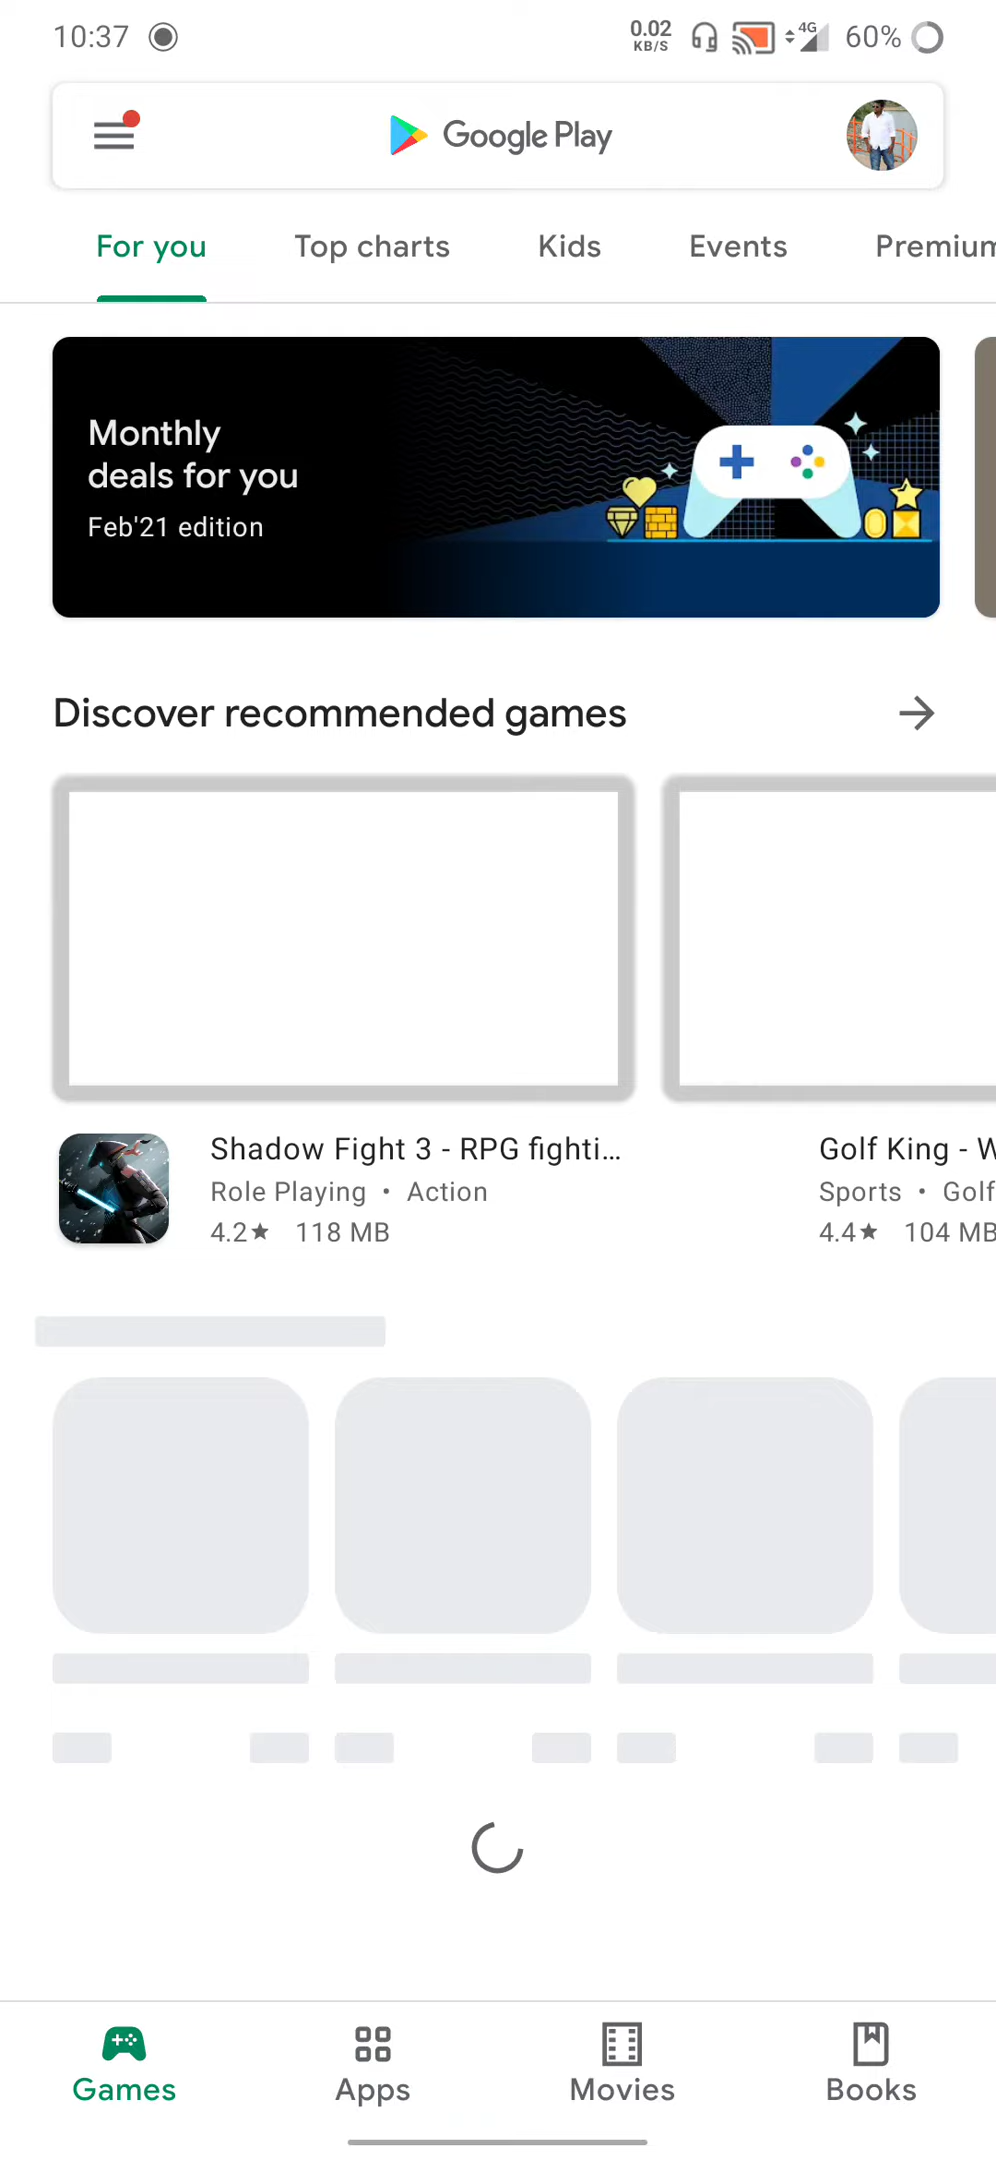 10:37
0.02
KB/S
4G
60%
Google Play
For you
Top charts
Kids
Events
Premium
Monthly
deals for you
Feb'21 edition
Discover recommended games
Shadow Fight 3 - RPG fighti...
Role Playing • Action
4.2★ 118 MB
Golf King - W
Sports • Golf
4.4★ 104 MB
Games
Apps
Movies
Books